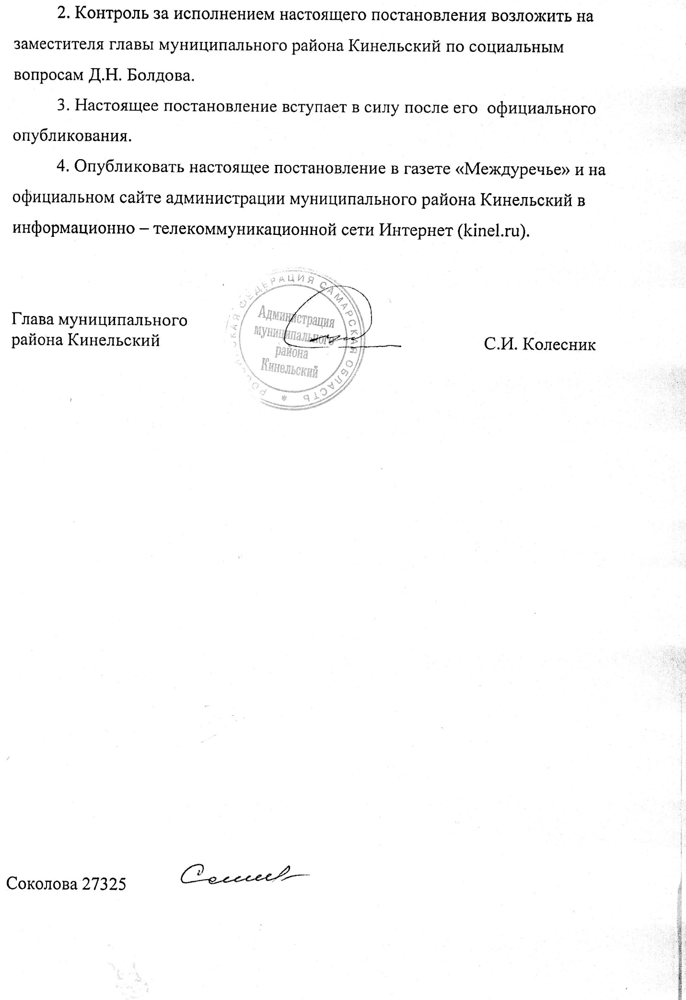 2. Контроль за исполнением настоящего постановления возложить на
заместителя главы муниципального района Кинельский по социальным
вопросам Д.Н. Болдова.
3. Настоящее постановление вступает в силу после его официального
опубликования.
4. Опубликовать настоящее постановление в газете «Междуречье» и на
официальном сайте администрации муниципального района Кинельский в
информационно – телекоммуникационной сети Интернет (kinel.ru).
ФЕДЕРАЦИЯ САМАРСКАЯ ОБЛАСТЬ *
Администрация
муниципального
района
Кинельский
Глава муниципального
района Кинельский
С.И. Колесник
Соколова 27325